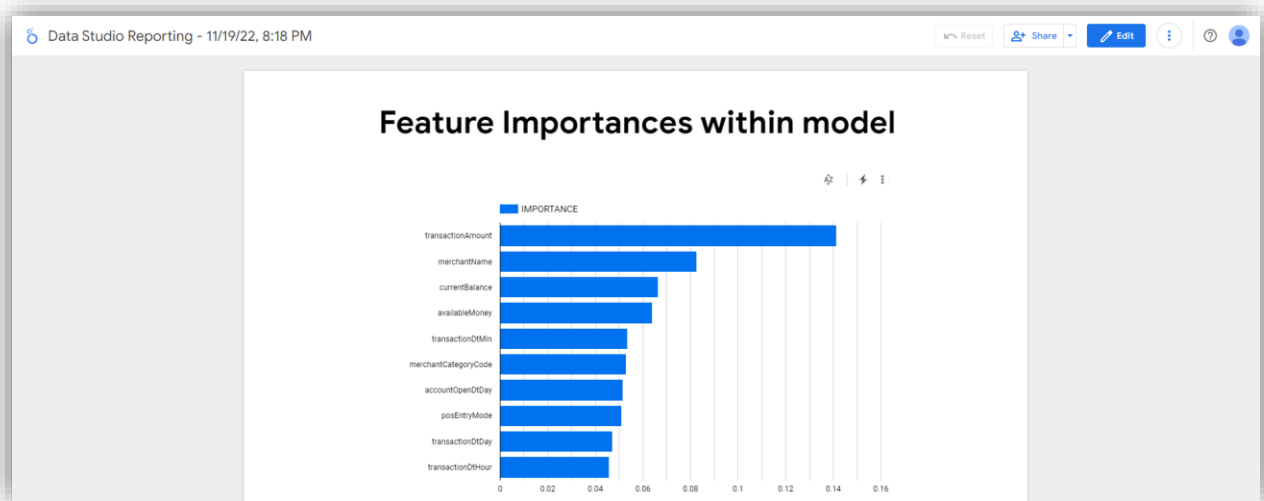 Data Studio Reporting - 11/19/22, 8:18 PM
Reset
Share
Edit
Feature Importances within model
IMPORTANCE
transactionAmount
merchantName
currentBalance
availableMoney
transactionDtMin
merchantCategoryCode
accountOpenDtDay
posEntryMode
transactionDtDay
transactionDtHour
0 0.02 0.04 0.06 0.08 0.1 0.12 0.14 0.16